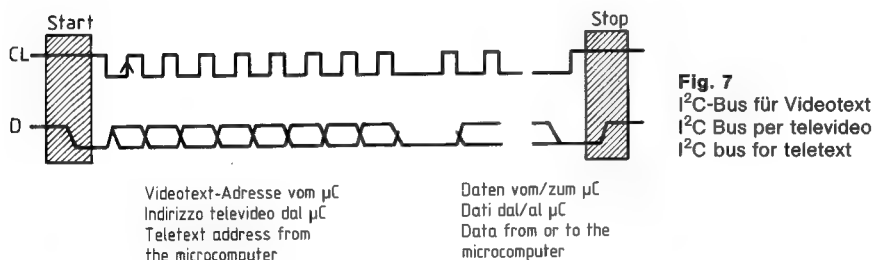 Start
Stop
CL
D
Videotext-Adresse vom µC
Indirizzo televideo dal µC
Teletext address from
the microcomputer
Daten vom/zum µC
Dati dal/al µC
Data from or to the
microcomputer
Fig. 7
I²C-Bus für Videotext
I²C Bus per televideo
I²C bus for teletext